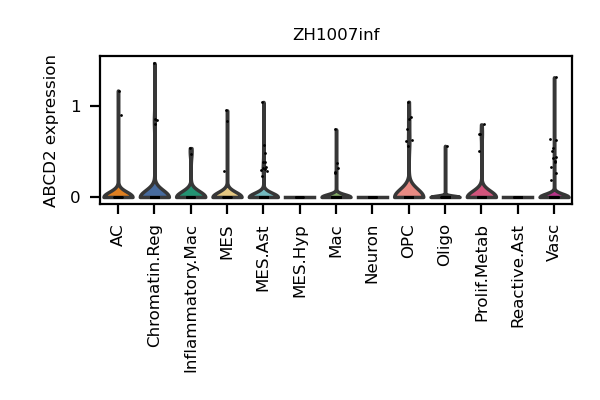 ZH1007inf
ABCD2 expression
1
0
AC
Chromatin.Reg
Inflammatory.Mac
MES
MES.Ast
MES.Hyp
Mac
Neuron
OPC
Oligo
Prolif.Metab
Reactive.Ast
Vasc